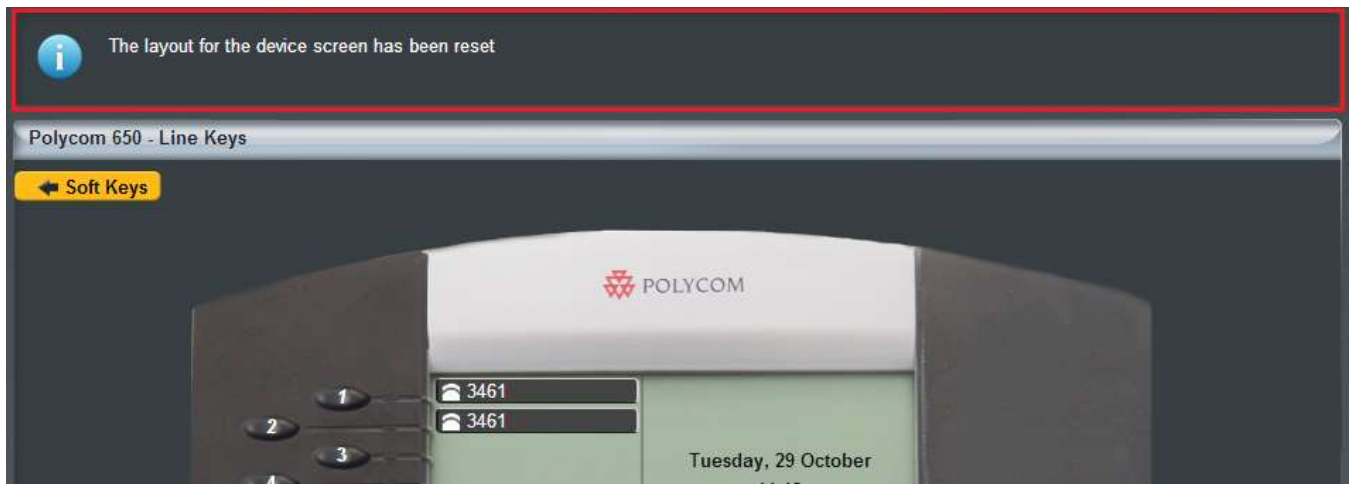 The layout for the device screen has been reset
Polycom 650 - Line Keys
Soft Keys
POLYCOM
1
3461
2
3461
3
Tuesday, 29 October
4